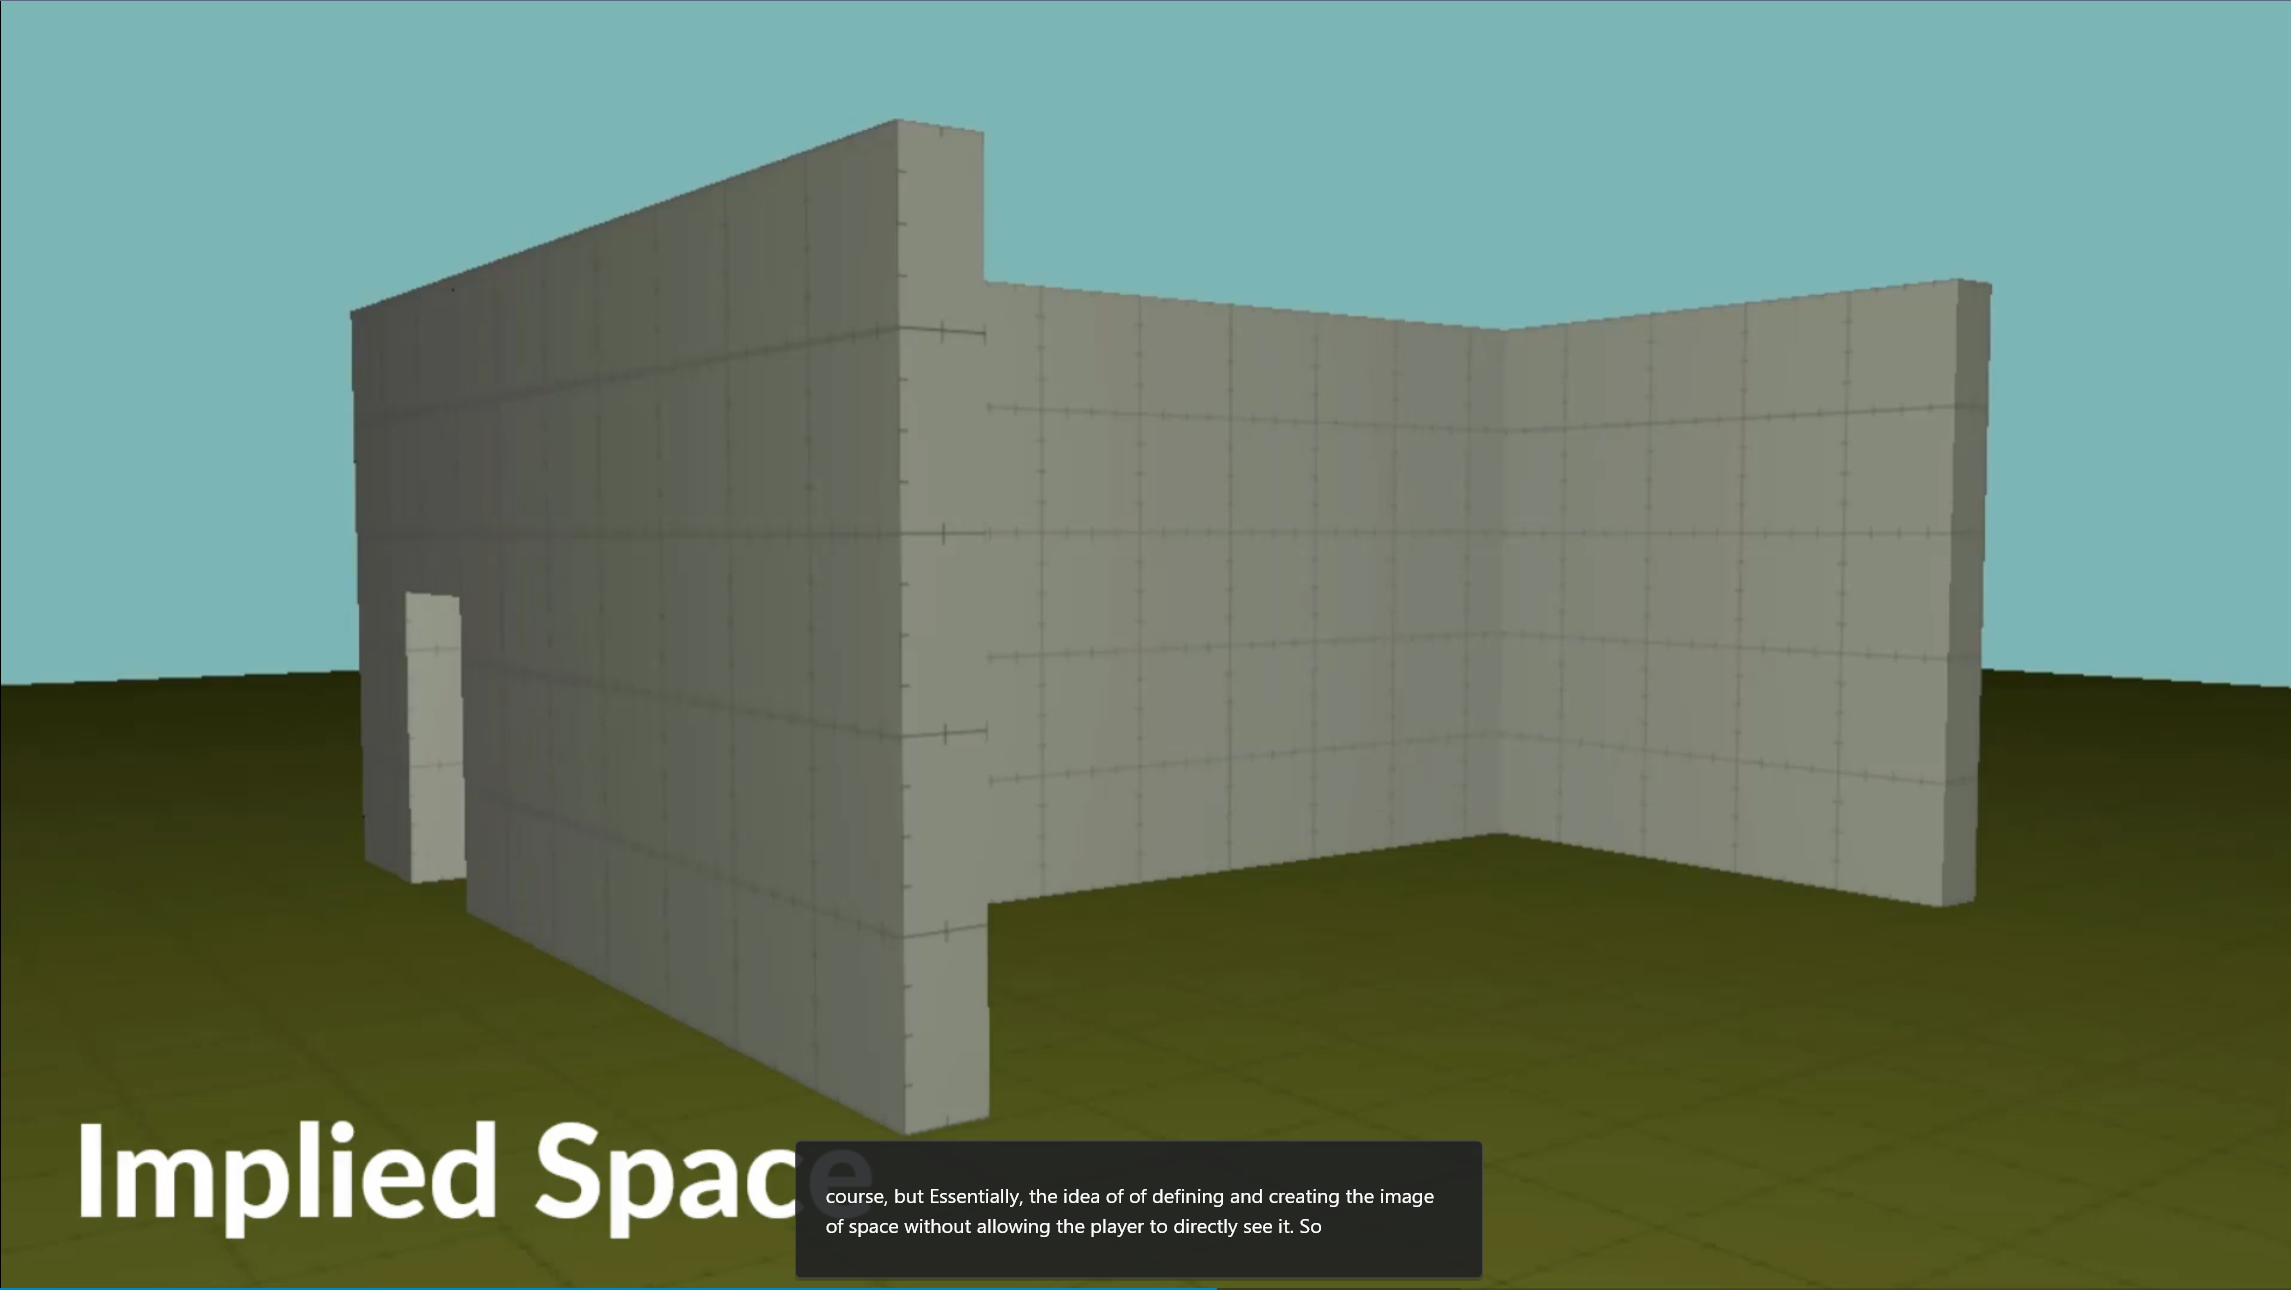 Implied Space
course, but Essentially, the idea of of defining and creating the image
of space without allowing the player to directly see it. So